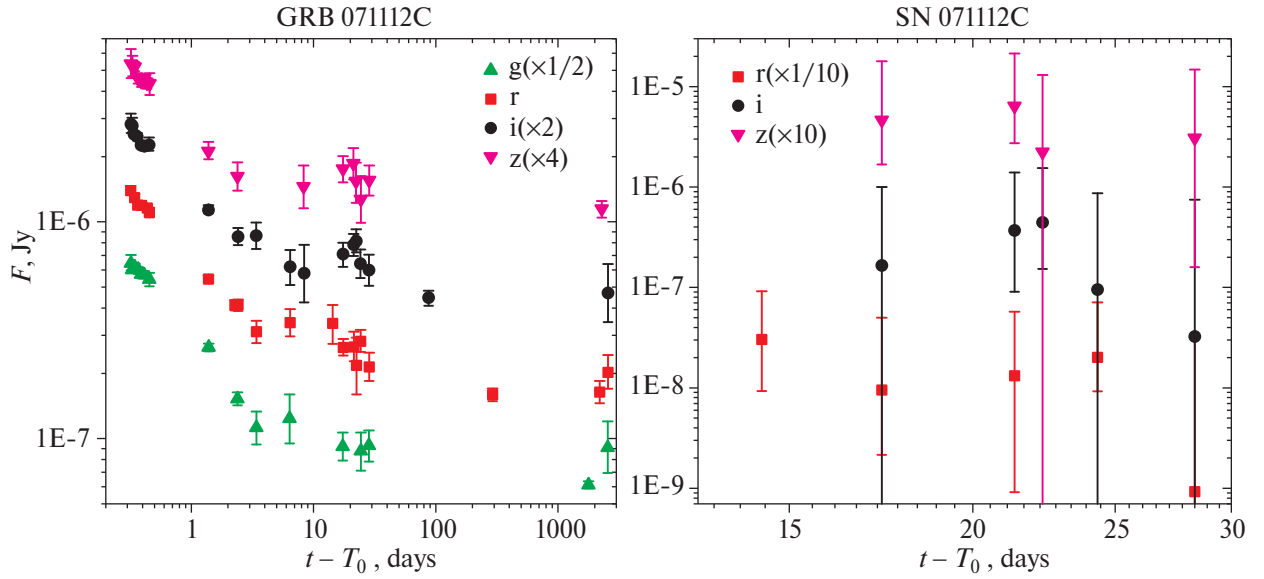 GRB 071112C
g(×1/2)
r
i(×2)
z(×4)
1E-6
1E-7
F, Jy
1
10
100
1000
t – T0 , days
SN 071112C
r(×1/10)
i
z(×10)
1E-5
1E-6
1E-7
1E-8
1E-9
15
20
25
30
t – T0 , days